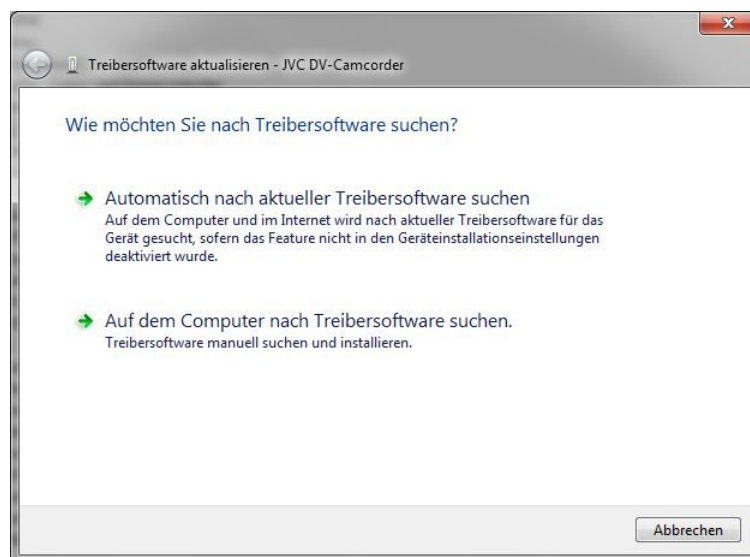 Treibersoftware aktualisieren - JVC DV-Camcorder
Wie möchten Sie nach Treibersoftware suchen?
Automatisch nach aktueller Treibersoftware suchen
Auf dem Computer und im Internet wird nach aktueller Treibersoftware für das
Gerät gesucht, sofern das Feature nicht in den Geräteinstallationseinstellungen
deaktiviert wurde.
Auf dem Computer nach Treibersoftware suchen.
Treibersoftware manuell suchen und installieren.
Abbrechen